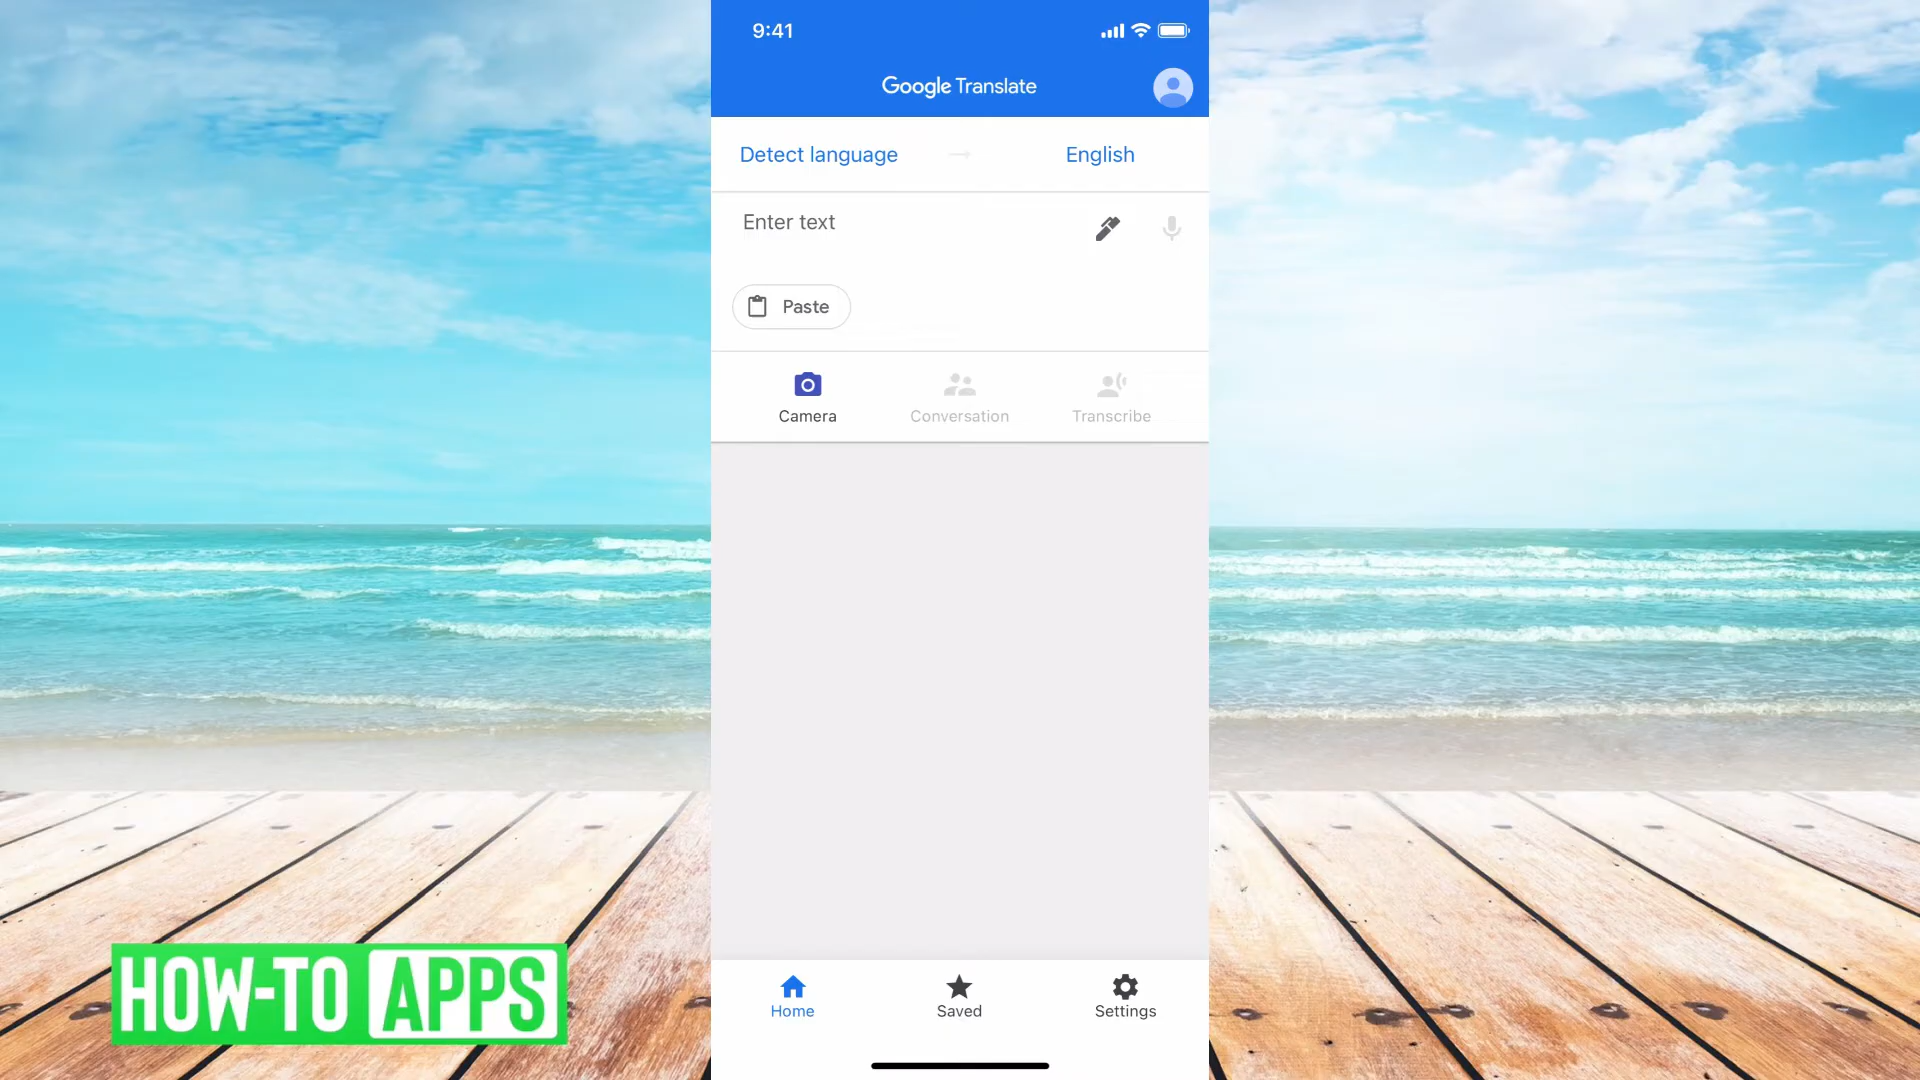 9:41
Google Translate
Detect language
English
Enter text
Paste
Camera
Conversation
Transcribe
Home
Saved
Settings
HOW-TO APPS